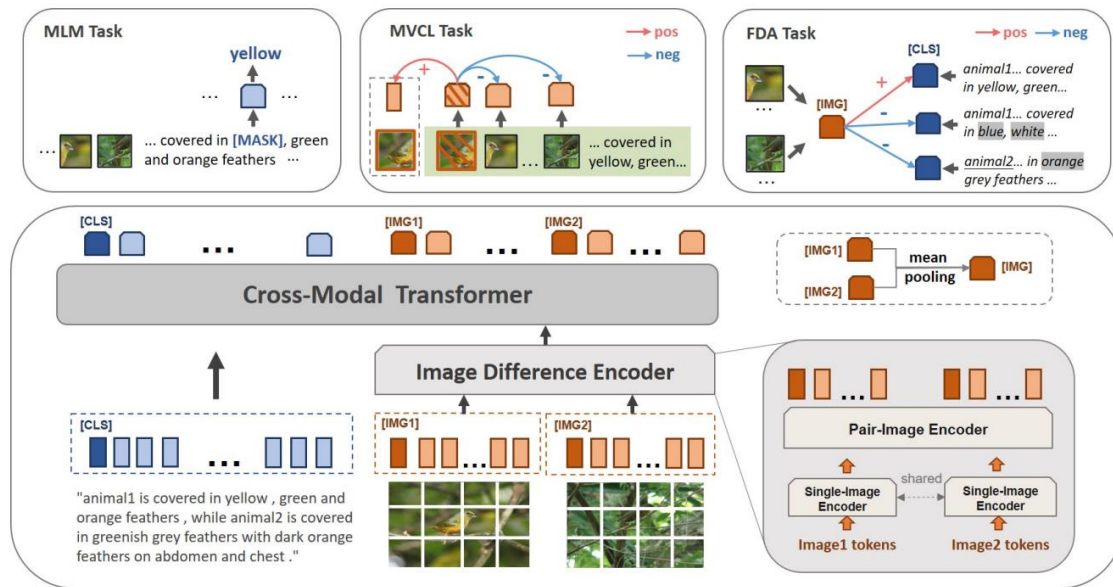 MLM Task
yellow
... ...
... covered in [MASK], green
... and orange feathers ...
MVCL Task
pos
neg
+ - -
... covered in
... yellow, green...
FDA Task
pos neg
[CLS]
animal1... covered
in yellow, green...
...
[IMG]
+
-
-
animal1... covered
in blue, white ...
animal2... in orange
grey feathers ...
...
[CLS] [IMG1] [IMG2]
... ... ...
Cross-Modal Transformer
[IMG1]
[IMG2]
mean
pooling
[IMG]
Image Difference Encoder
[CLS] [IMG1] [IMG2]
... ... ...
"animal1 is covered in yellow , green and
orange feathers , while animal2 is covered
in greenish grey feathers with dark orange
feathers on abdomen and chest ."
... ...
Pair-Image Encoder
shared
Single-Image
Encoder
Single-Image
Encoder
Image1 tokens Image2 tokens